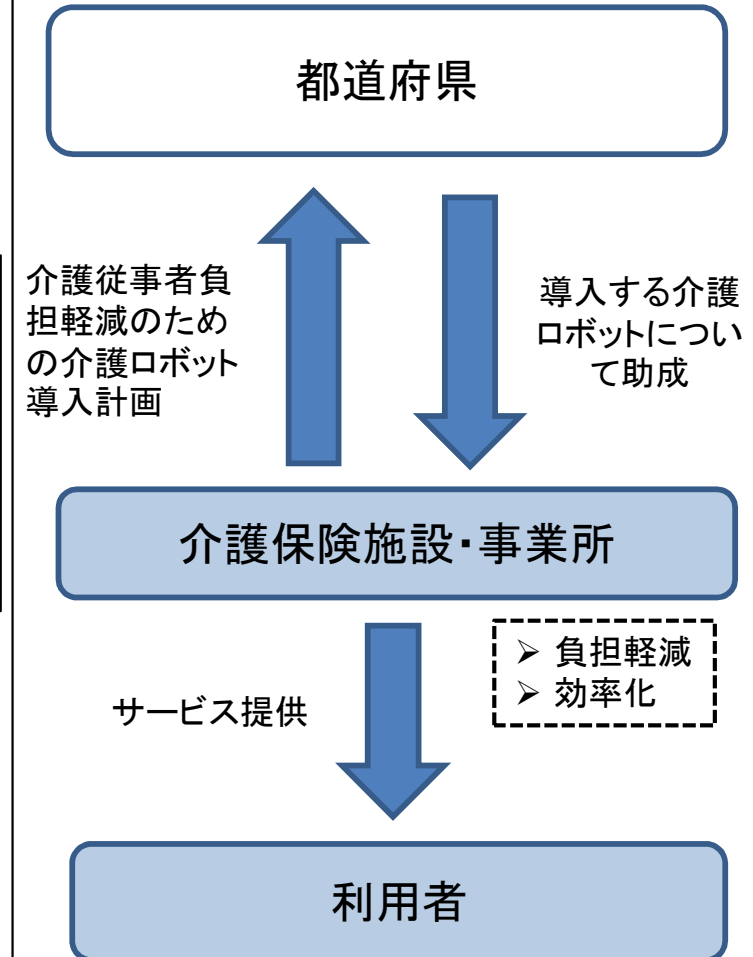 都道府県
介護従事者負
担軽減のため
の介護ロボット
導入計画
導入する介護
ロボットについ
て助成
介護保険施設・事業所
➢ 負担軽減
➢ 効率化
サービス提供
利用者